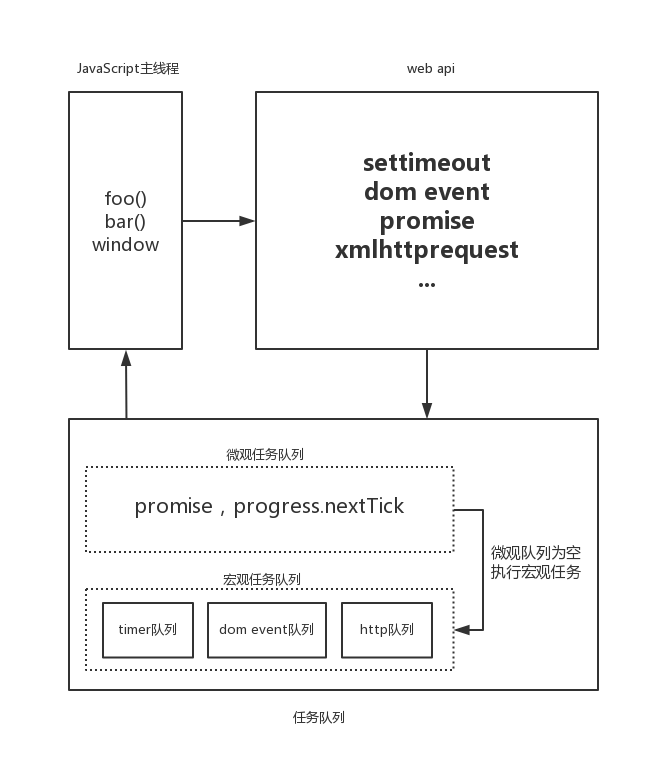 JavaScript主线程
web api
foo()
bar()
window
settimeout
dom event
promise
xmlhttprequest
...
微观任务队列
promise，progress.nextTick
微观队列为空
执行宏观任务
宏观任务队列
timer队列
dom event队列
http队列
任务队列